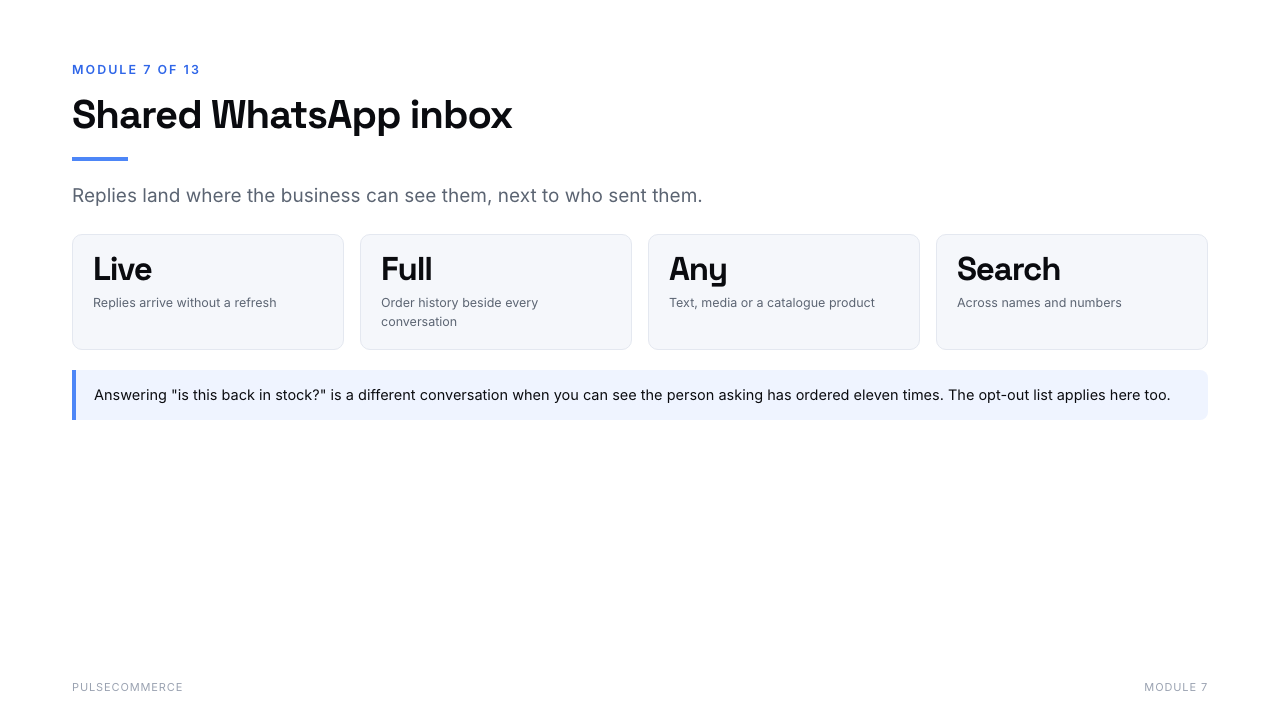 MODULE 7 OF 13
Shared WhatsApp inbox
Replies land where the business can see them, next to who sent them.
Live
Replies arrive without a refresh
Full
Order history beside every
conversation
Any
Text, media or a catalogue product
Search
Across names and numbers
Answering "is this back in stock?" is a different conversation when you can see the person asking has ordered eleven times. The opt-out list applies here too.
PULSECOMMERCE
MODULE 7